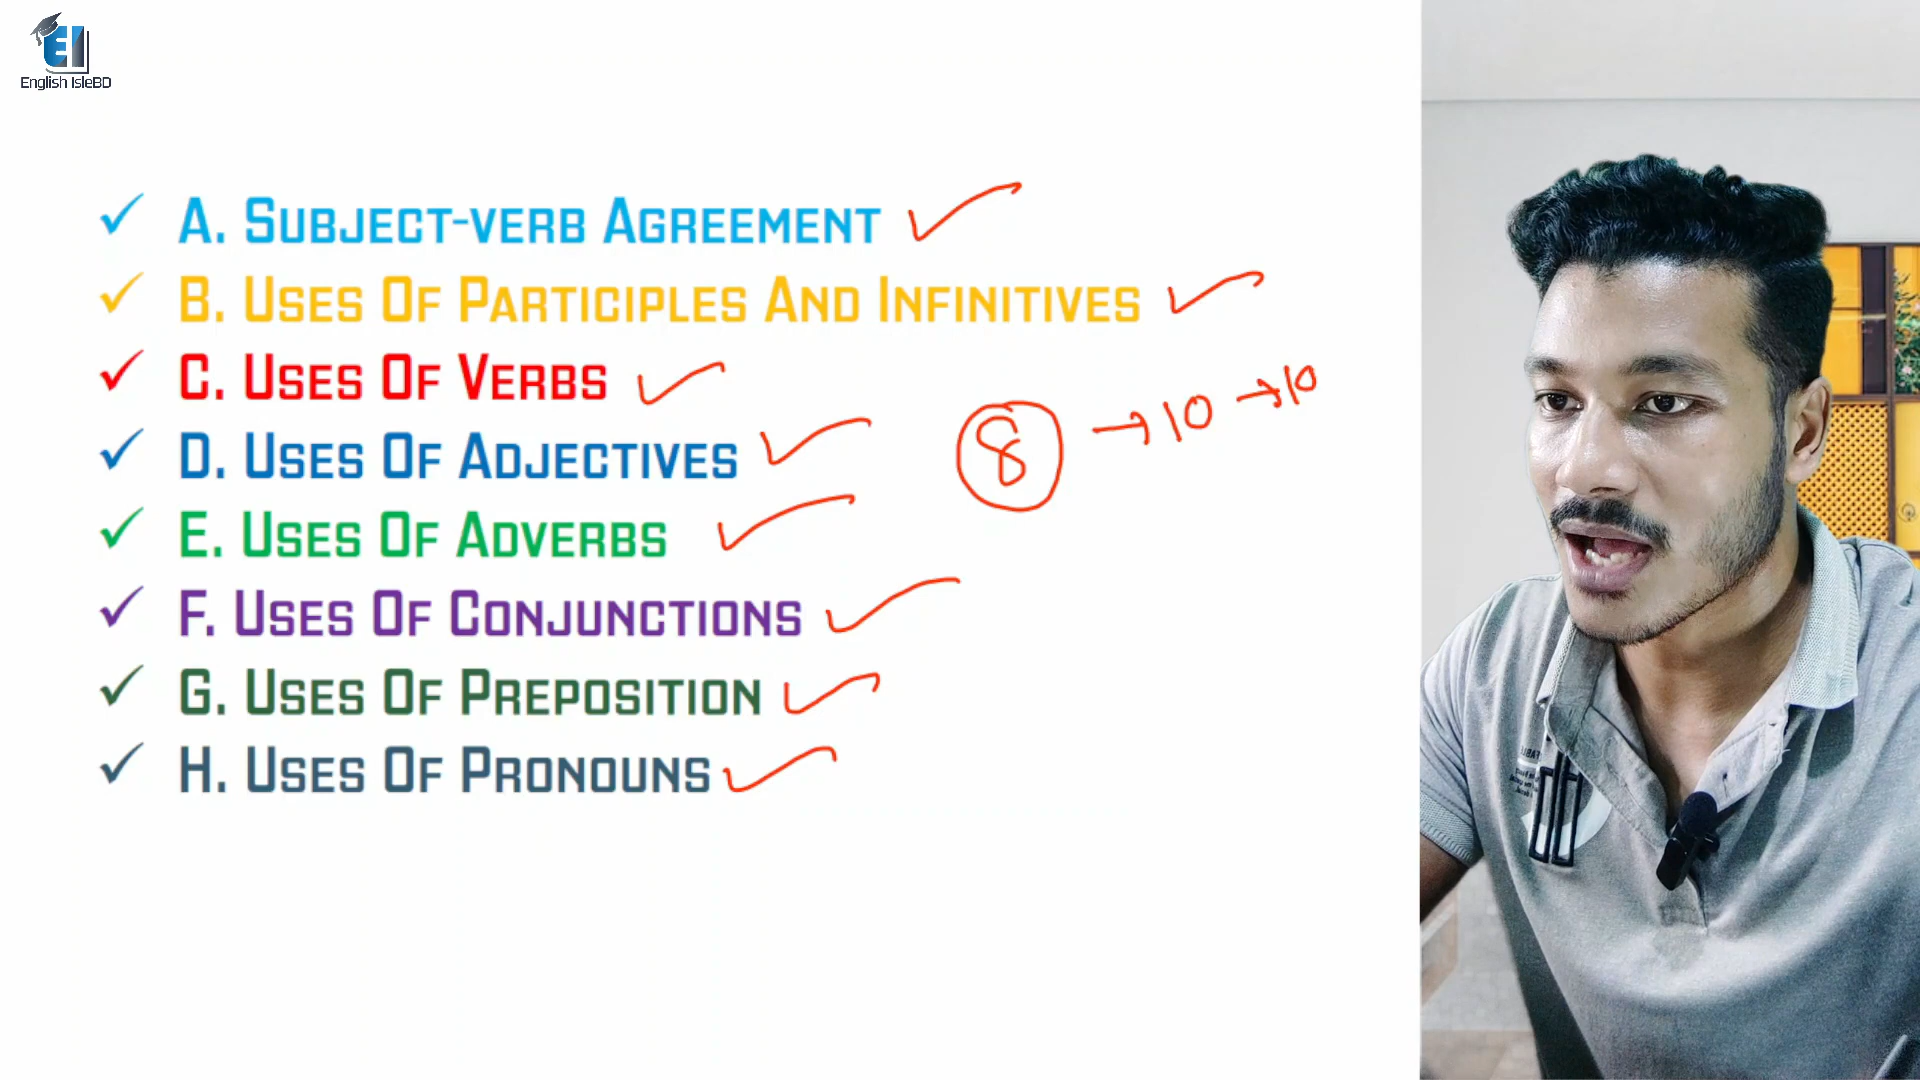 EI
English IsleBD
✓ A. SUBJECT-VERB AGREEMENT
✓ B. USES OF PARTICIPLES AND INFINITIVES
✓ C. USES OF VERBS
✓ D. USES OF ADJECTIVES
8 → 10 → 10
✓ E. USES OF ADVERBS
✓ F. USES OF CONJUNCTIONS
✓ G. USES OF PREPOSITION
✓ H. USES OF PRONOUNS